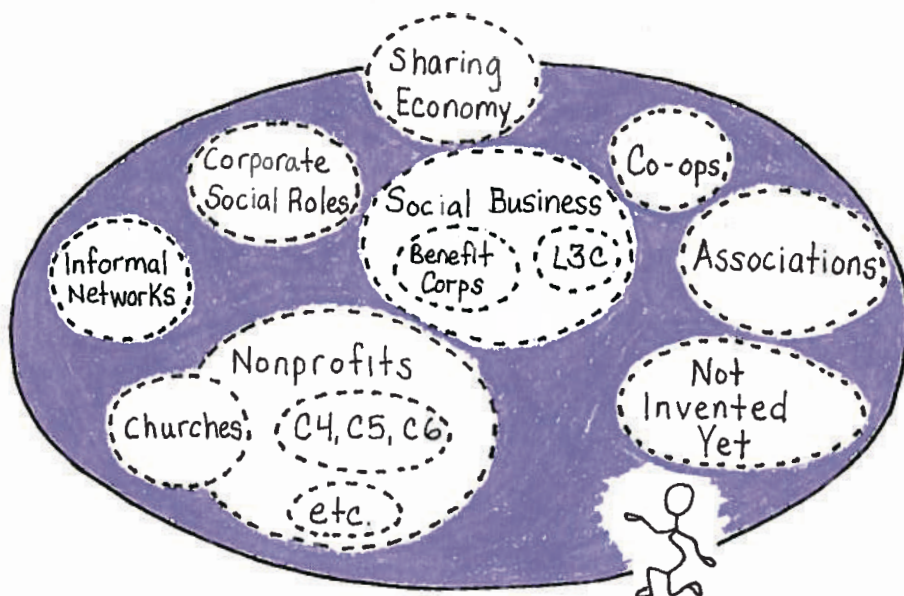 Sharing
Economy
Corporate
Social Roles
Co-ops
Social Business
Benefit
Corps
L3C
Informal
Networks
Associations
Nonprofits
Churches
C4, C5, C6
etc.
Not
Invented
Yet